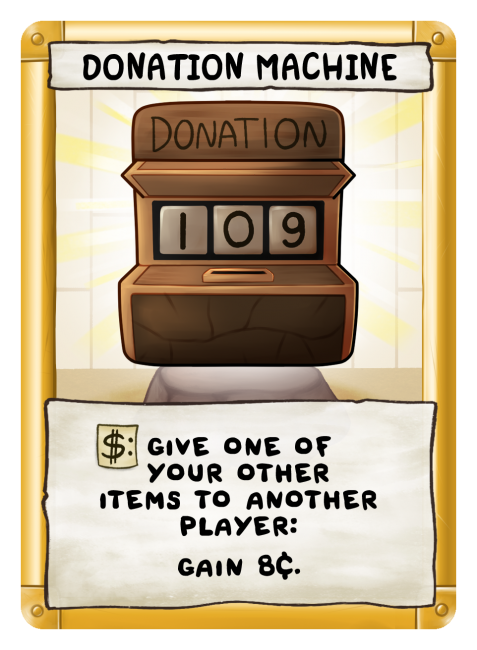 DONATION MACHINE
DONATION
109
$: GIVE ONE OF
YOUR OTHER
ITEMS TO ANOTHER
PLAYER:
GAIN 8¢.